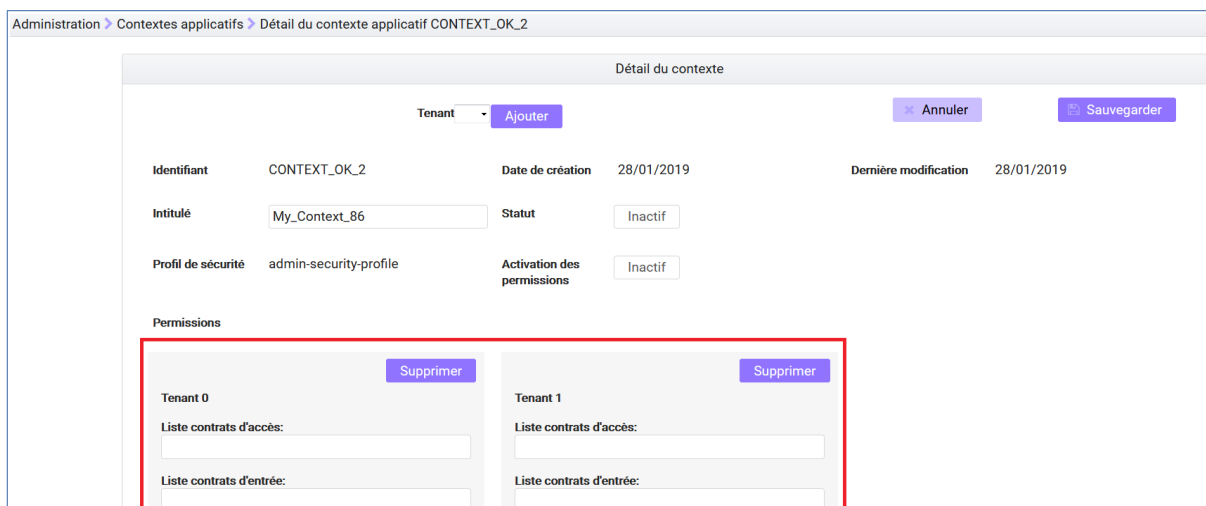 Administration > Contextes applicatifs > Détail du contexte applicatif CONTEXT_OK_2
Détail du contexte
Tenant Ajouter Annuler Sauvegarder
Identifiant CONTEXT_OK_2 Date de création 28/01/2019 Dernière modification 28/01/2019
Intitulé My_Context_86 Statut Inactif
Profil de sécurité admin-security-profile Activation des permissions Inactif
Permissions
Supprimer Supprimer
Tenant 0 Tenant 1
Liste contrats d'accès: Liste contrats d'accès:
Liste contrats d'entrée: Liste contrats d'entrée: